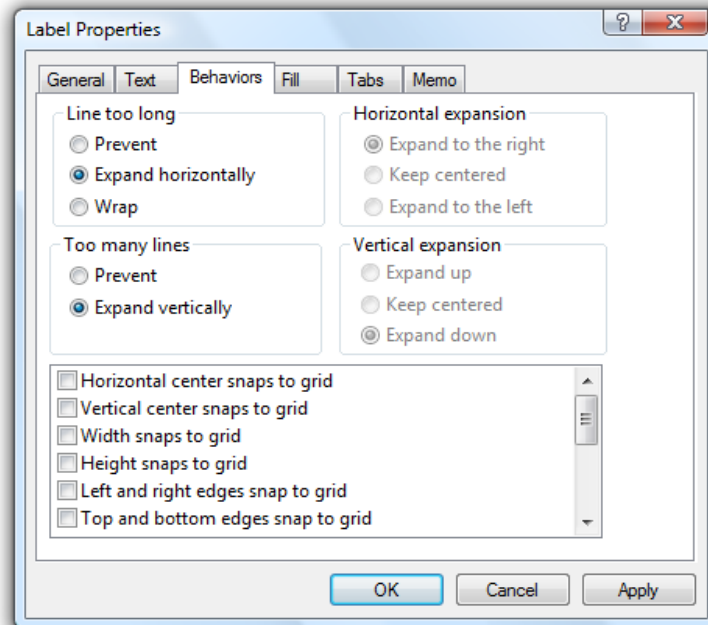 Label Properties
General Text Behaviors Fill Tabs Memo
Line too long
Prevent
Expand horizontally
Wrap
Horizontal expansion
Expand to the right
Keep centered
Expand to the left
Too many lines
Prevent
Expand vertically
Vertical expansion
Expand up
Keep centered
Expand down
Horizontal center snaps to grid
Vertical center snaps to grid
Width snaps to grid
Height snaps to grid
Left and right edges snap to grid
Top and bottom edges snap to grid
OK Cancel Apply